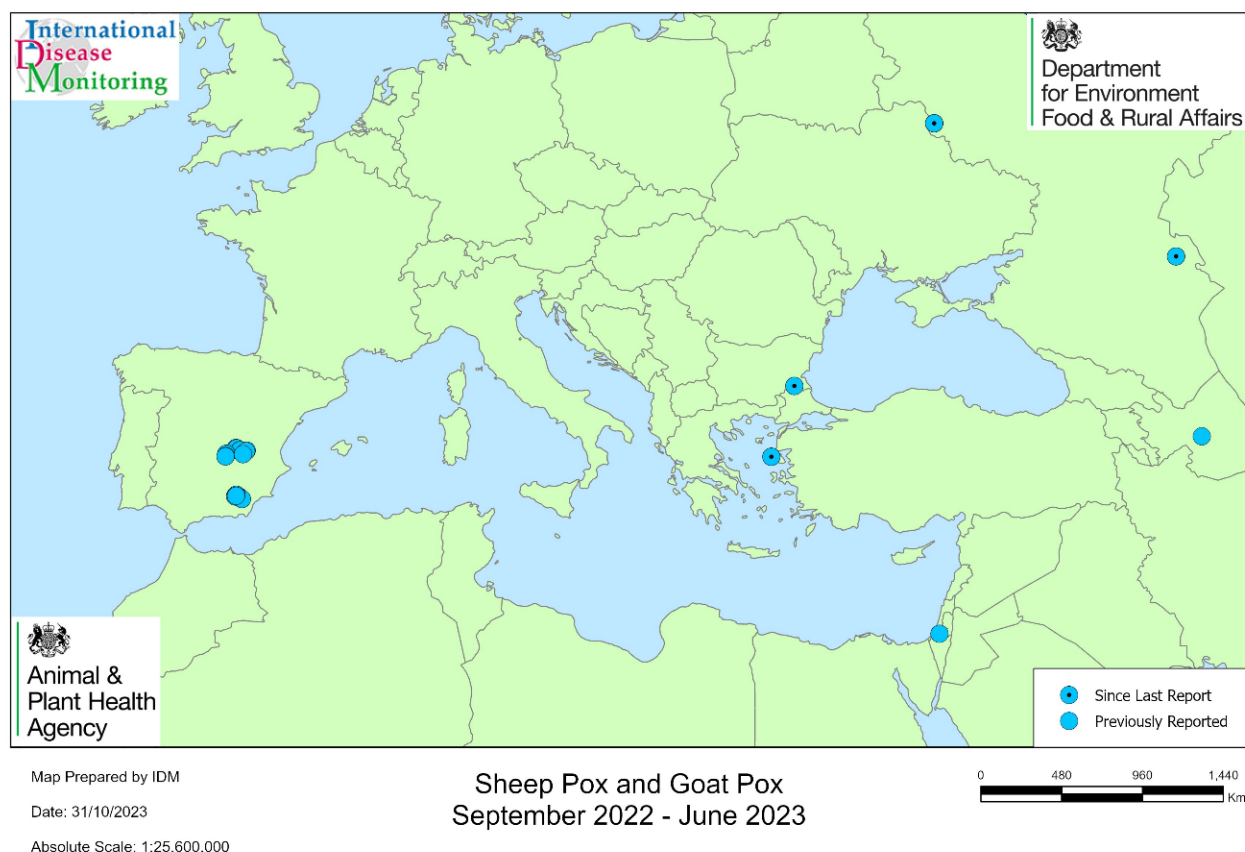 International
Disease
Monitoring
Department
for Environment
Food & Rural Affairs
Animal &
Plant Health
Agency
Since Last Report
Previously Reported
Map Prepared by IDM
Date: 31/10/2023
Absolute Scale: 1:25,600,000
Sheep Pox and Goat Pox
September 2022 - June 2023
0 480 960 1,440
Km